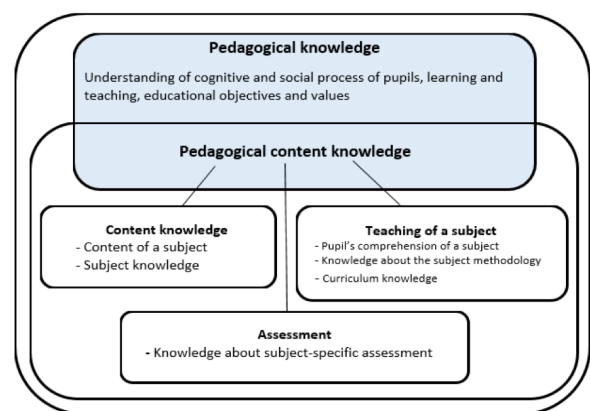 Pedagogical knowledge
Understanding of cognitive and social process of pupils, learning and
teaching, educational objectives and values
Pedagogical content knowledge
Content knowledge
- Content of a subject
- Subject knowledge
Teaching of a subject
- Pupil's comprehension of a subject
- Knowledge about the subject methodology
- Curriculum knowledge
Assessment
- Knowledge about subject-specific assessment